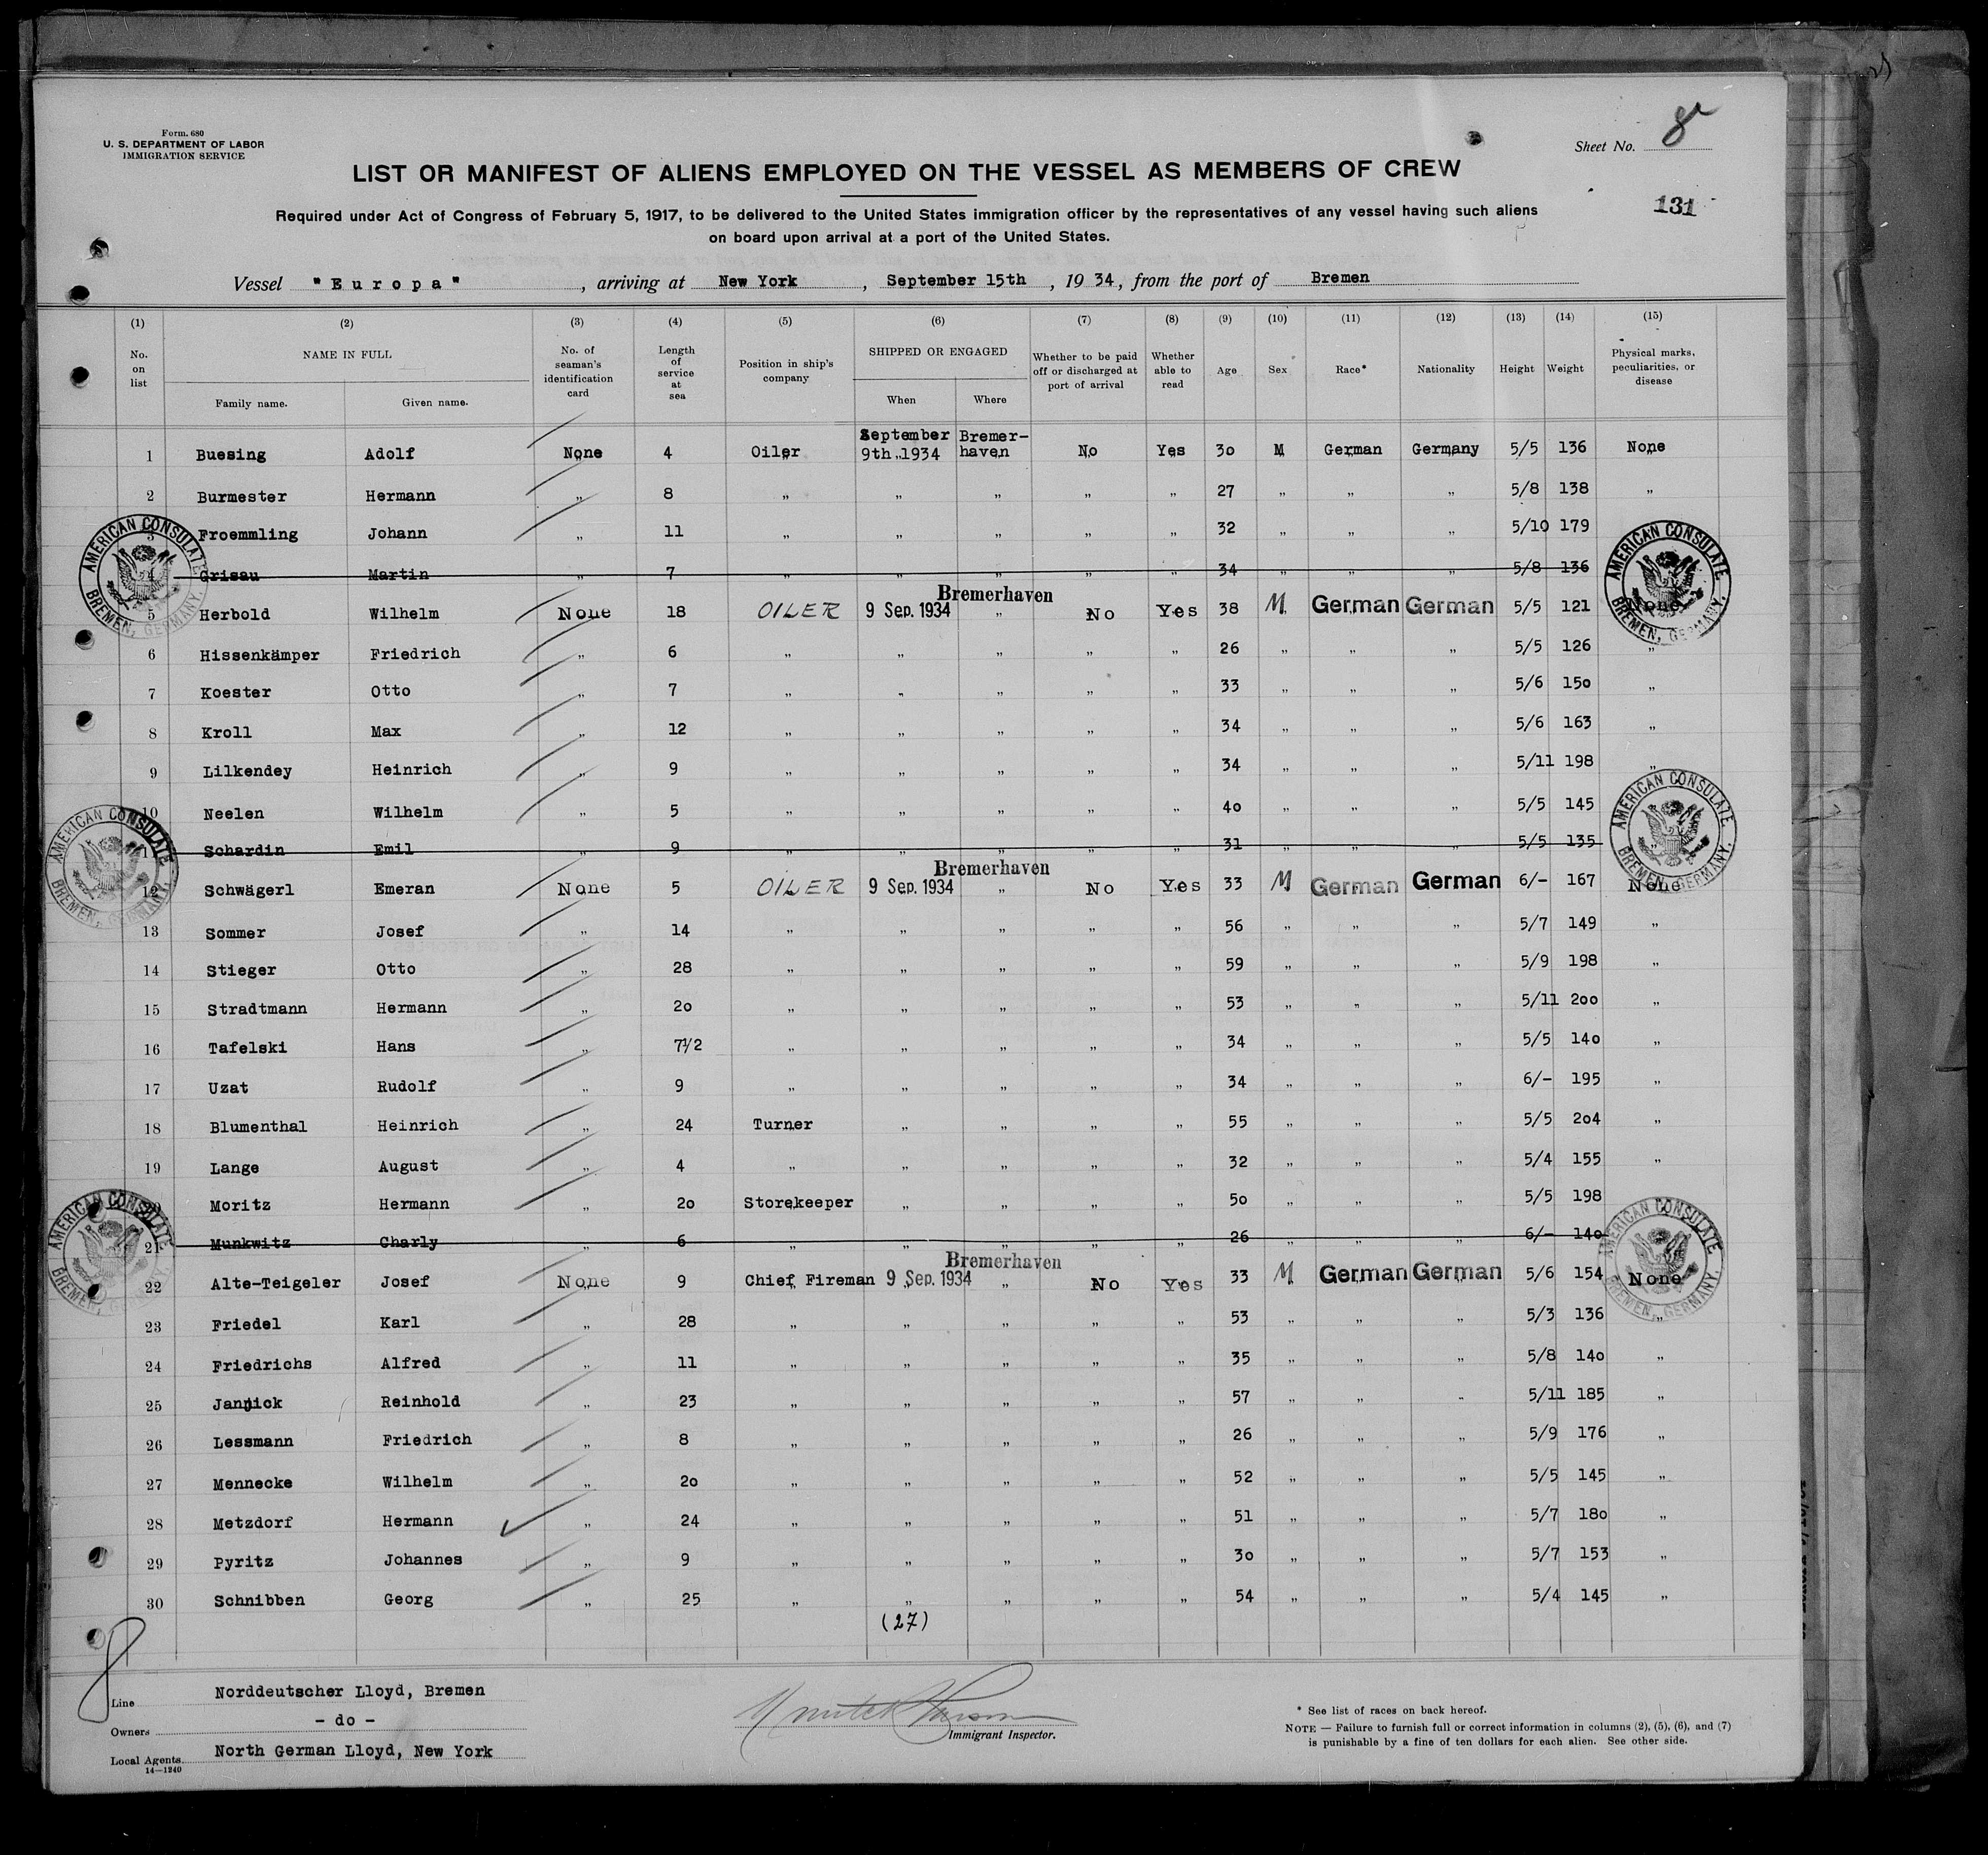 Form. 680
U. S. DEPARTMENT OF LABOR
IMMIGRATION SERVICE
Sheet No. 8
LIST OR MANIFEST OF ALIENS EMPLOYED ON THE VESSEL AS MEMBERS OF CREW
131
Required under Act of Congress of February 5, 1917, to be delivered to the United States immigration officer by the representatives of any vessel having such aliens
on board upon arrival at a port of the United States.
Vessel "Europa", arriving at New York, September 15th, 1934, from the port of Bremen
(1) (2) (3) (4) (5) (6) (7) (8) (9) (10) (11) (12) (13) (14) (15)
No. on list NAME IN FULL Family name. Given name. No. of seaman's identification card Length of service at sea Position in ship's company SHIPPED OR ENGAGED When Where Whether to be paid off or discharged at port of arrival Whether able to read Age Sex Race* Nationality Height Weight Physical marks, peculiarities, or disease
1 Buesing Adolf None 4 Oiler September 9th 1934 Bremerhaven No Yes 30 M German Germany 5/5 136 None
2 Burmester Hermann „ 8 „ „ „ „ „ 27 „ „ „ 5/8 138 „
3 Froemmling Johann „ 11 „ „ „ „ „ 32 „ „ „ 5/10 179
4 Grisau Martin „ 7 „ „ „ „ „ 34 „ „ „ 5/8 136
Bremerhaven
5 Herbold Wilhelm None 18 OILER 9 Sep. 1934 „ No Yes 38 M German German 5/5 121 None
6 Hissenkämper Friedrich „ 6 „ „ „ „ „ 26 „ „ „ 5/5 126 „
7 Koester Otto „ 7 „ „ „ „ „ 33 „ „ „ 5/6 150 „
8 Kroll Max „ 12 „ „ „ „ „ 34 „ „ „ 5/6 163 „
9 Lilkendey Heinrich „ 9 „ „ „ „ „ 34 „ „ „ 5/11 198 „
10 Neelen Wilhelm „ 5 „ „ „ „ „ 40 „ „ „ 5/5 145
11 Schardin Emil „ 9 „ „ „ „ „ 31 „ „ „ 5/5 135 „
Bremerhaven
12 Schwägerl Emeran None 5 OILER 9 Sep. 1934 „ No Yes 33 M German German 6/- 167 None
13 Sommer Josef „ 14 „ „ „ „ „ 56 „ „ „ 5/7 149 „
14 Stieger Otto „ 28 „ „ „ „ „ 59 „ „ „ 5/9 198 „
15 Stradtmann Hermann „ 20 „ „ „ „ „ 53 „ „ „ 5/11 200 „
16 Tafelski Hans „ 7 1/2 „ „ „ „ „ 34 „ „ „ 5/5 140 „
17 Uzat Rudolf „ 9 „ „ „ „ „ 34 „ „ „ 6/- 195 „
18 Blumenthal Heinrich „ 24 Turner „ „ „ „ 55 „ „ „ 5/5 204 „
19 Lange August „ 4 „ „ „ „ „ 32 „ „ „ 5/4 155 „
20 Moritz Hermann „ 20 Storekeeper „ „ „ „ 50 „ „ „ 5/5 198
21 Munkwitz Charly „ 6 „ „ „ „ „ 26 „ „ „ 6/- 140
Bremerhaven
22 Alte-Teigeler Josef None 9 Chief Fireman 9 Sep. 1934 „ No Yes 33 M German German 5/6 154 None
23 Friedel Karl „ 28 „ „ „ „ „ 53 „ „ „ 5/3 136 „
24 Friedrichs Alfred „ 11 „ „ „ „ „ 35 „ „ „ 5/8 140 „
25 Reinhold „ 23 „ „ „ „ „ 57 „ „ „ 5/11 185 „
26 Lessmann Friedrich „ 8 „ „ „ „ „ 26 „ „ „ 5/9 176 „
27 Mennecke Wilhelm „ 20 „ „ „ „ „ 52 „ „ „ 5/5 145 „
28 Metzdorf Hermann „ 24 „ „ „ „ „ 51 „ „ „ 5/7 180 „
29 Pyritz Johannes „ 9 „ „ „ „ „ 30 „ „ „ 5/7 153 „
30 Schnibben Georg „ 25 „ „ „ „ „ 54 „ „ „ 5/4 145 „
(27)
AMERICAN CONSULATE BREMEN, GERMANY.
AMERICAN CONSULATE BREMEN, GERMANY.
AMERICAN CONSULATE BREMEN, GERMANY.
AMERICAN CONSULATE BREMEN, GERMANY.
AMERICAN CONSULATE BREMEN, GERMANY.
AMERICAN CONSULATE BREMEN, GERMANY.
8
Line Norddeutscher Lloyd, Bremen
Owners - do -
Local Agents North German Lloyd, New York
14—1240
Immigrant Inspector.
* See list of races on back hereof.
NOTE — Failure to furnish full or correct information in columns (2), (5), (6), and (7)
is punishable by a fine of ten dollars for each alien. See other side.